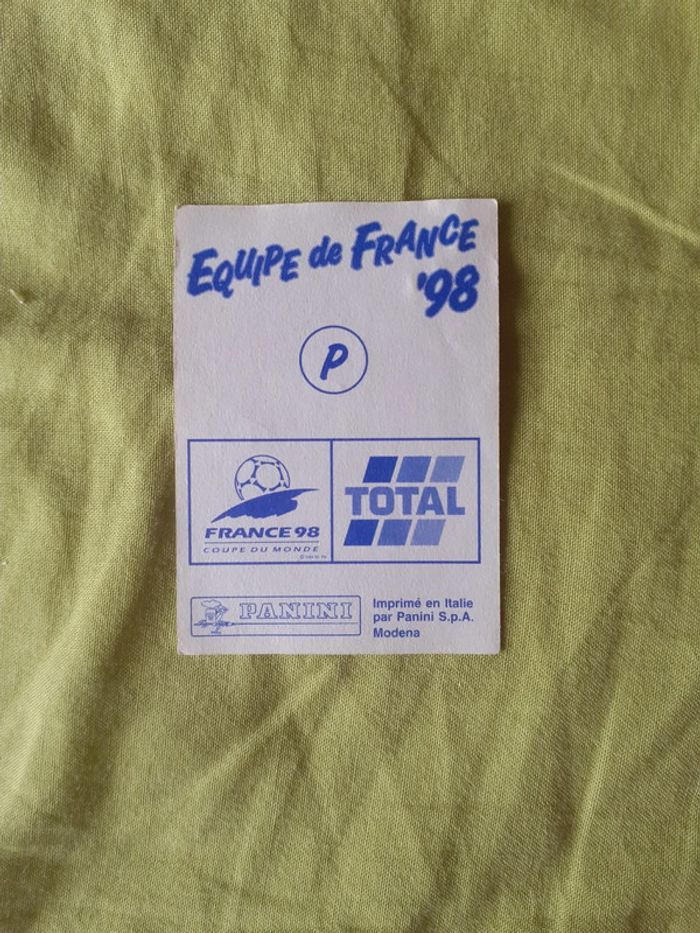 EQUIPE de FRANCE
'98
P
TOTAL
FRANCE 98
COUPE DU MONDE
PANINI
Imprimé en Italie
par Panini S.p.A.
Modena